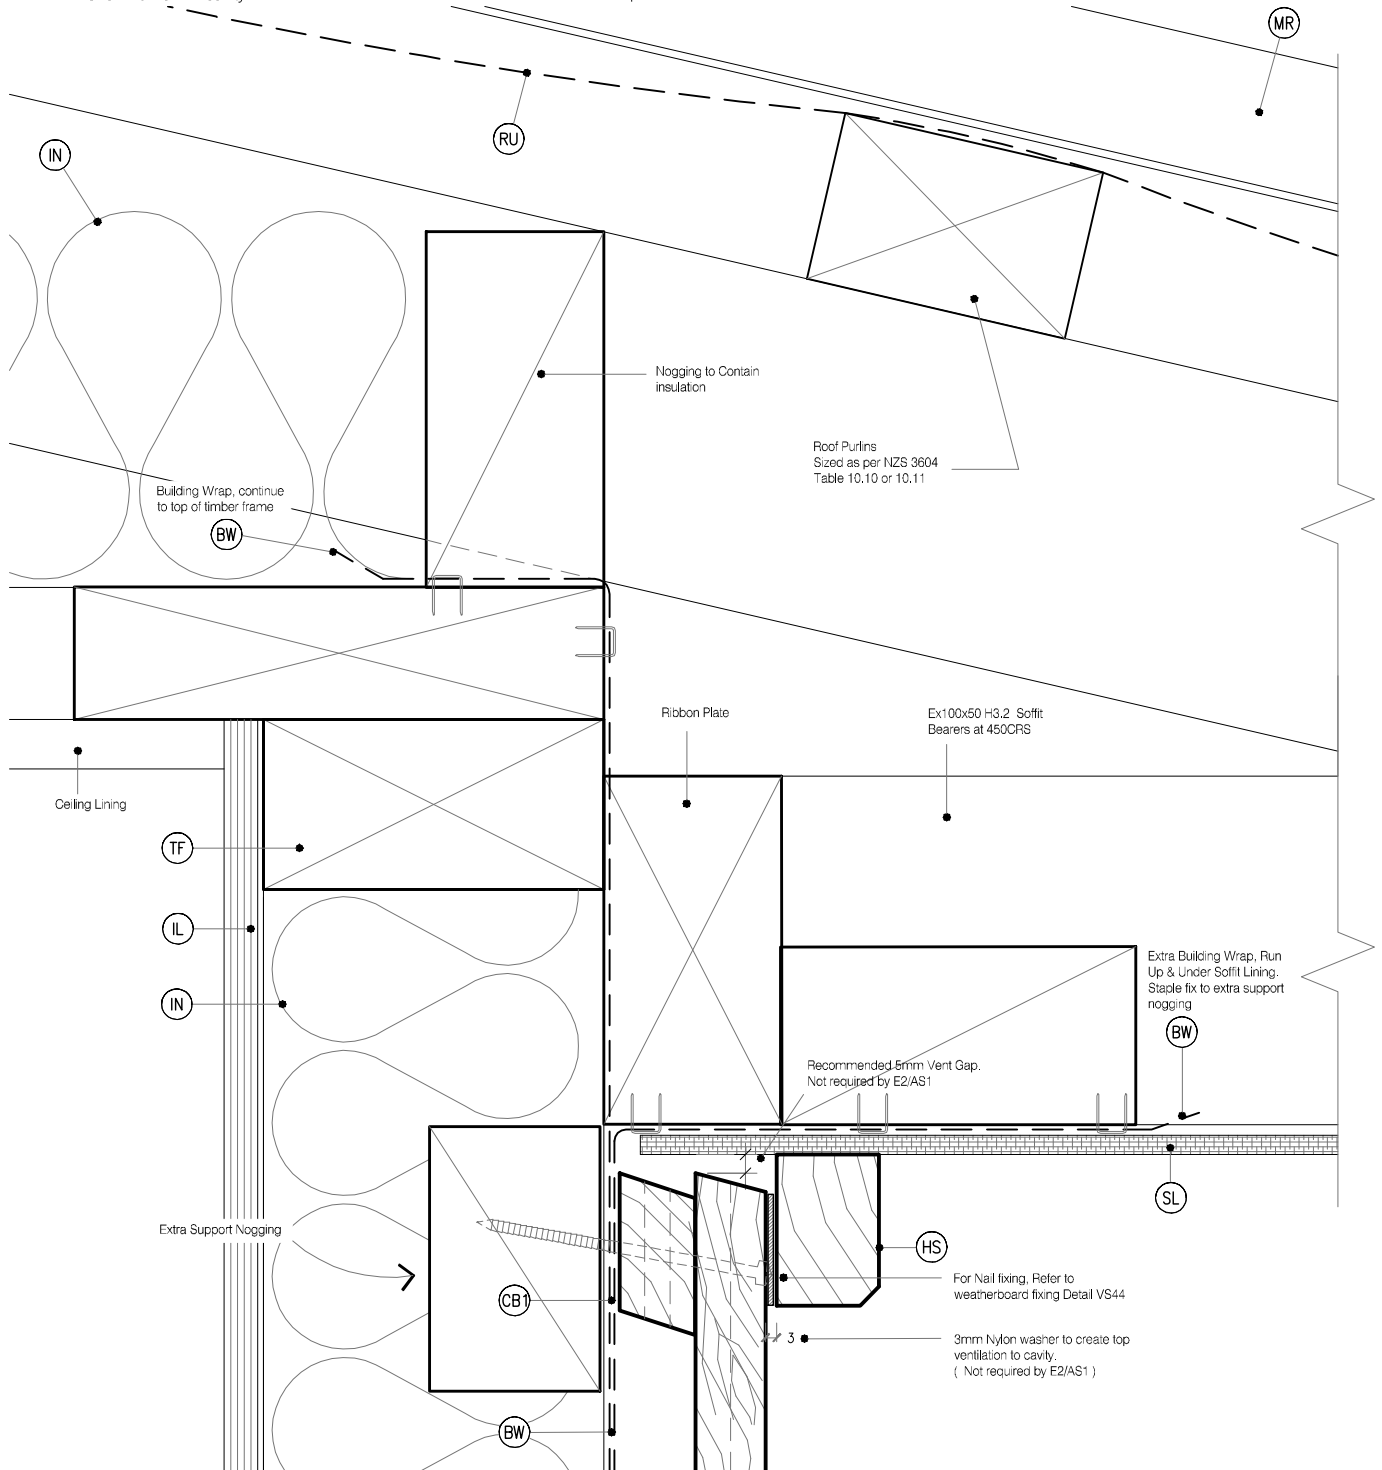 MR
RU
IN
Nogging to Contain
insulation
Roof Purlins
Sized as per NZS 3604
Table 10.10 or 10.11
Building Wrap, continue
to top of timber frame
BW
Ribbon Plate
Ex100x50 H3.2 Soffit
Bearers at 450CRS
Ceiling Lining
TF
IL
IN
Extra Building Wrap, Run
Up & Under Soffit Lining.
Staple fix to extra support
nogging
BW
Recommended 5mm Vent Gap.
Not required by E2/AS1
SL
Extra Support Nogging
HS
For Nail fixing, Refer to
weatherboard fixing Detail VS44
CB1
3
3mm Nylon washer to create top
ventilation to cavity.
( Not required by E2/AS1 )
BW